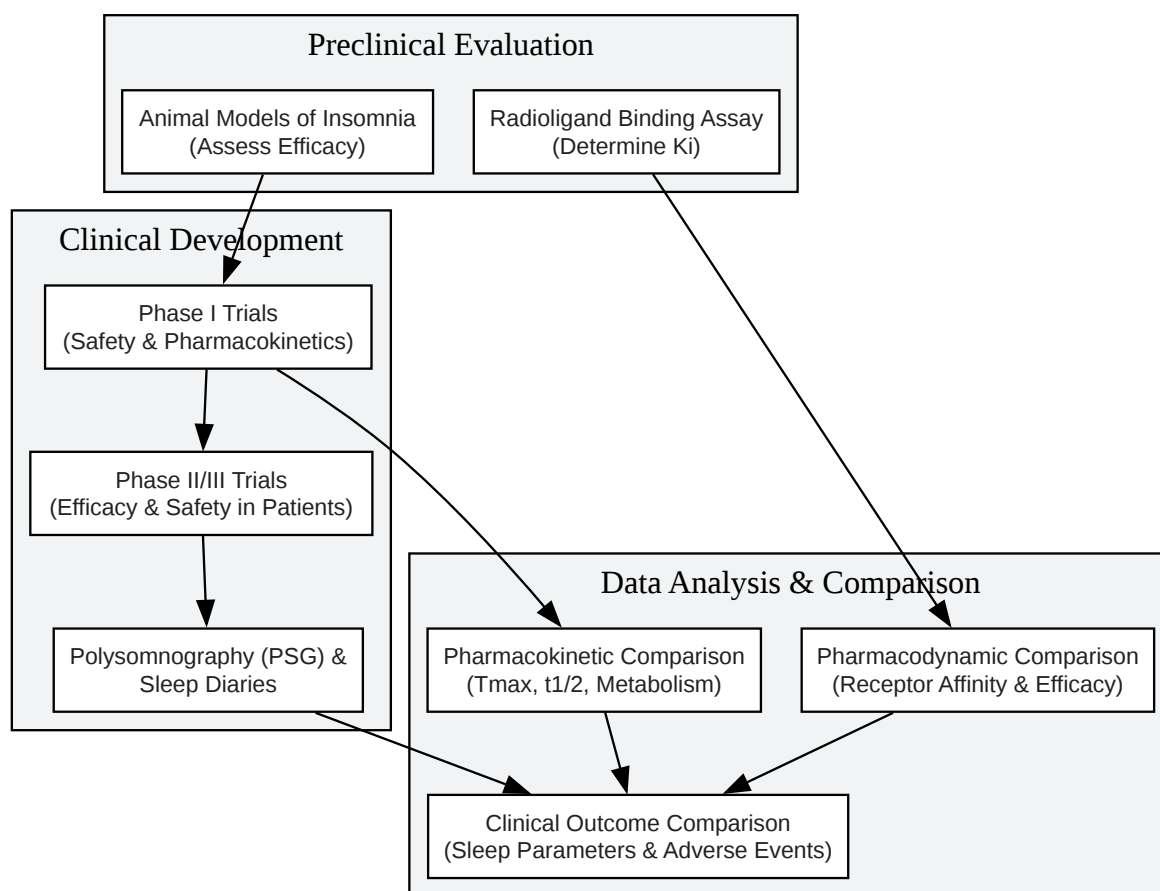 Preclinical Evaluation
Animal Models of Insomnia
(Assess Efficacy)
Radioligand Binding Assay
(Determine Ki)
Clinical Development
Phase I Trials
(Safety & Pharmacokinetics)
Phase II/III Trials
(Efficacy & Safety in Patients)
Polysomnography (PSG) &
Sleep Diaries
Data Analysis & Comparison
Pharmacokinetic Comparison
(Tmax, t1/2, Metabolism)
Pharmacodynamic Comparison
(Receptor Affinity & Efficacy)
Clinical Outcome Comparison
(Sleep Parameters & Adverse Events)